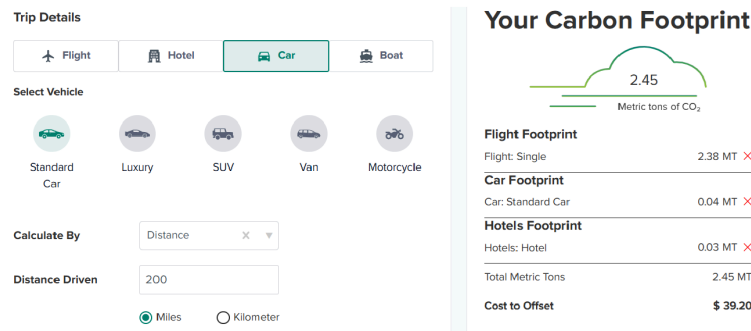 Trip Details
Flight
Hotel
Car
Boat
Select Vehicle
Standard
Car
Luxury
SUV
Van
Motorcycle
Calculate By
Distance
Distance Driven
200
Miles
Kilometer
Your Carbon Footprint
2.45
Metric tons of CO₂
Flight Footprint
Flight: Single 2.38 MT
Car Footprint
Car: Standard Car 0.04 MT
Hotels Footprint
Hotels: Hotel 0.03 MT
Total Metric Tons 2.45 MT
Cost to Offset $ 39.20